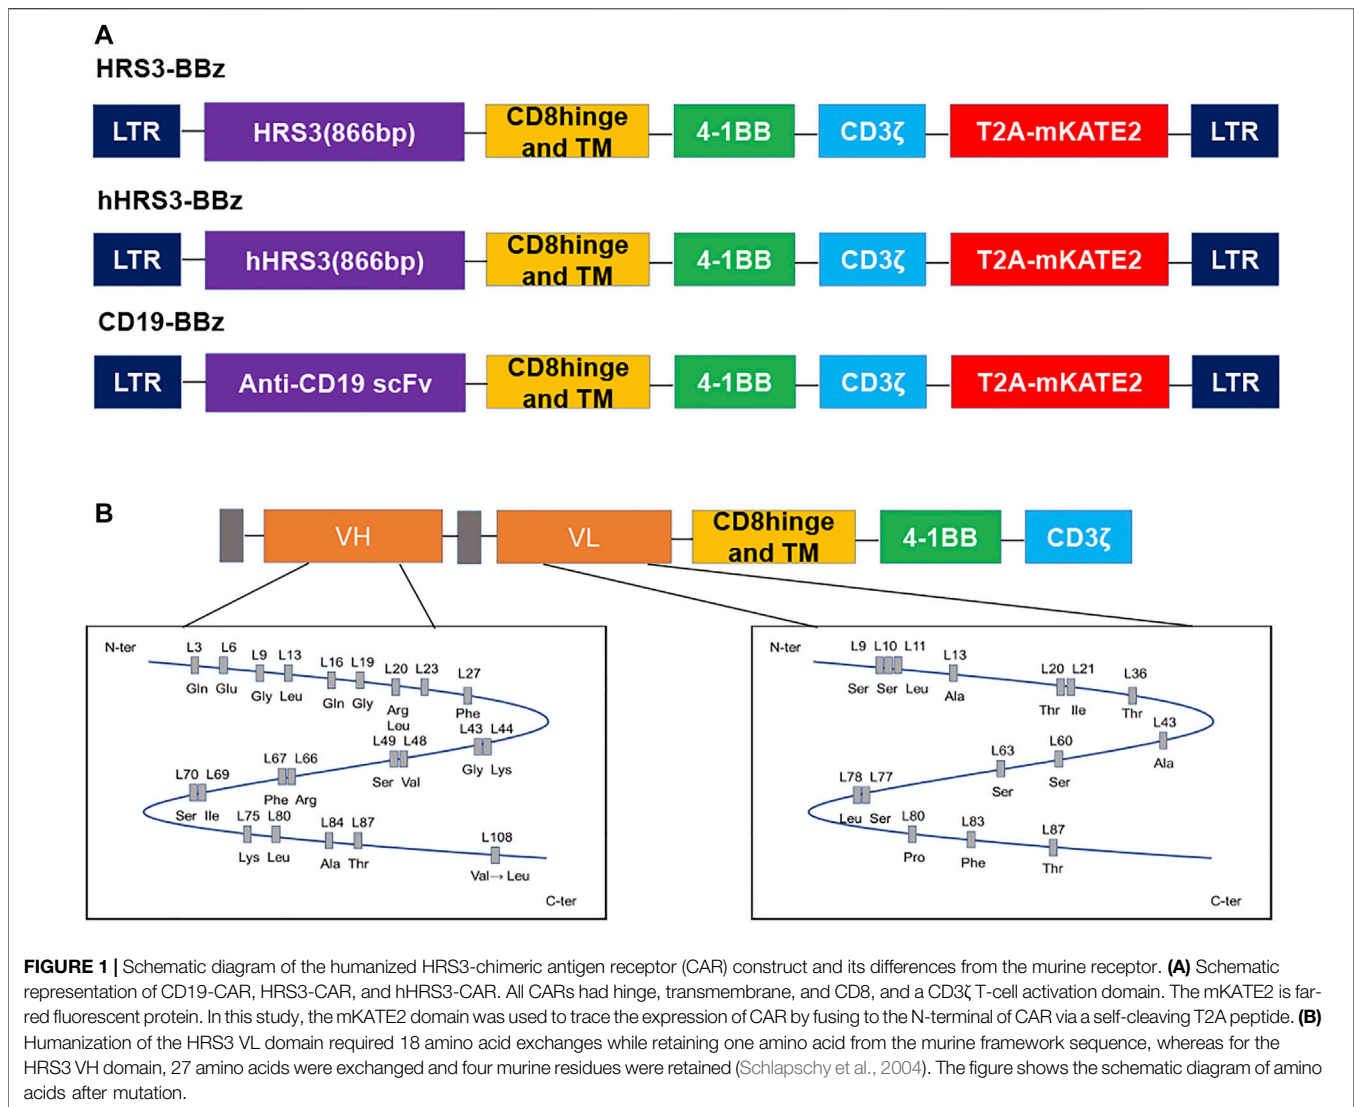 A
HRS3-BBz
LTR HRS3(866bp) CD8hinge and TM 4-1BB CD3ζ T2A-mKATE2 LTR
hHRS3-BBz
LTR hHRS3(866bp) CD8hinge and TM 4-1BB CD3ζ T2A-mKATE2 LTR
CD19-BBz
LTR Anti-CD19 scFv CD8hinge and TM 4-1BB CD3ζ T2A-mKATE2 LTR
B
VH VL CD8hinge and TM 4-1BB CD3ζ
N-ter
L3 L6 L9 L13 L16 L19 L20 L23 L27
Gln Glu Gly Leu Gln Gly Arg Leu Phe
L49 L48 L43 L44
Ser Val Gly Lys
L70 L69 L67 L66
Ser Ile Phe Arg
L75 L80 L84 L87 L108
Lys Leu Ala Thr Val→Leu
C-ter
N-ter
L9 L10 L11 L13 L20 L21 L36
Ser Ser Leu Ala Thr Ile Thr
L63 L60 L43
Ser Ser Ala
L78 L77
Leu Ser
L80 L83 L87
Pro Phe Thr
C-ter
FIGURE 1 | Schematic diagram of the humanized HRS3-chimeric antigen receptor (CAR) construct and its differences from the murine receptor. (A) Schematic
representation of CD19-CAR, HRS3-CAR, and hHRS3-CAR. All CARs had hinge, transmembrane, and CD8, and a CD3ζ T-cell activation domain. The mKATE2 is far-
red fluorescent protein. In this study, the mKATE2 domain was used to trace the expression of CAR by fusing to the N-terminal of CAR via a self-cleaving T2A peptide. (B)
Humanization of the HRS3 VL domain required 18 amino acid exchanges while retaining one amino acid from the murine framework sequence, whereas for the
HRS3 VH domain, 27 amino acids were exchanged and four murine residues were retained (Schlapschy et al., 2004). The figure shows the schematic diagram of amino
acids after mutation.